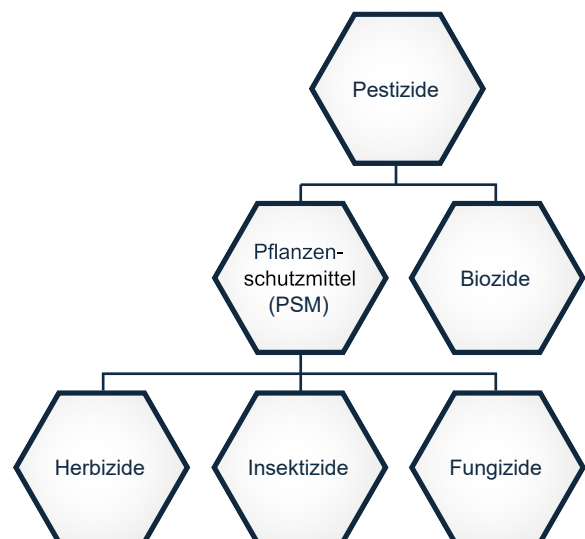 Pestizide
Pflanzen-
schutzmittel
(PSM)
Biozide
Herbizide
Insektizide
Fungizide